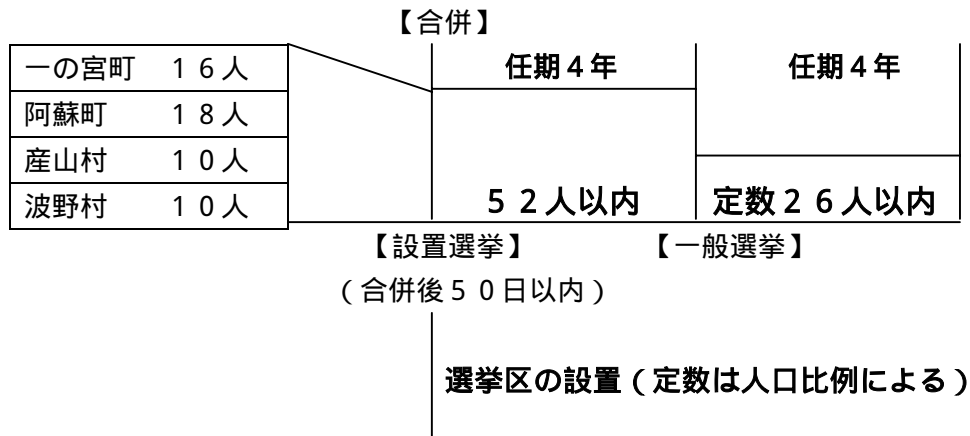 【合併】
一の宮町 16人
阿蘇町 18人
産山村 10人
波野村 10人
任期4年
任期4年
52人以内
定数26人以内
【設置選挙】
【一般選挙】
(合併後50日以内)
選挙区の設置(定数は人口比例による)